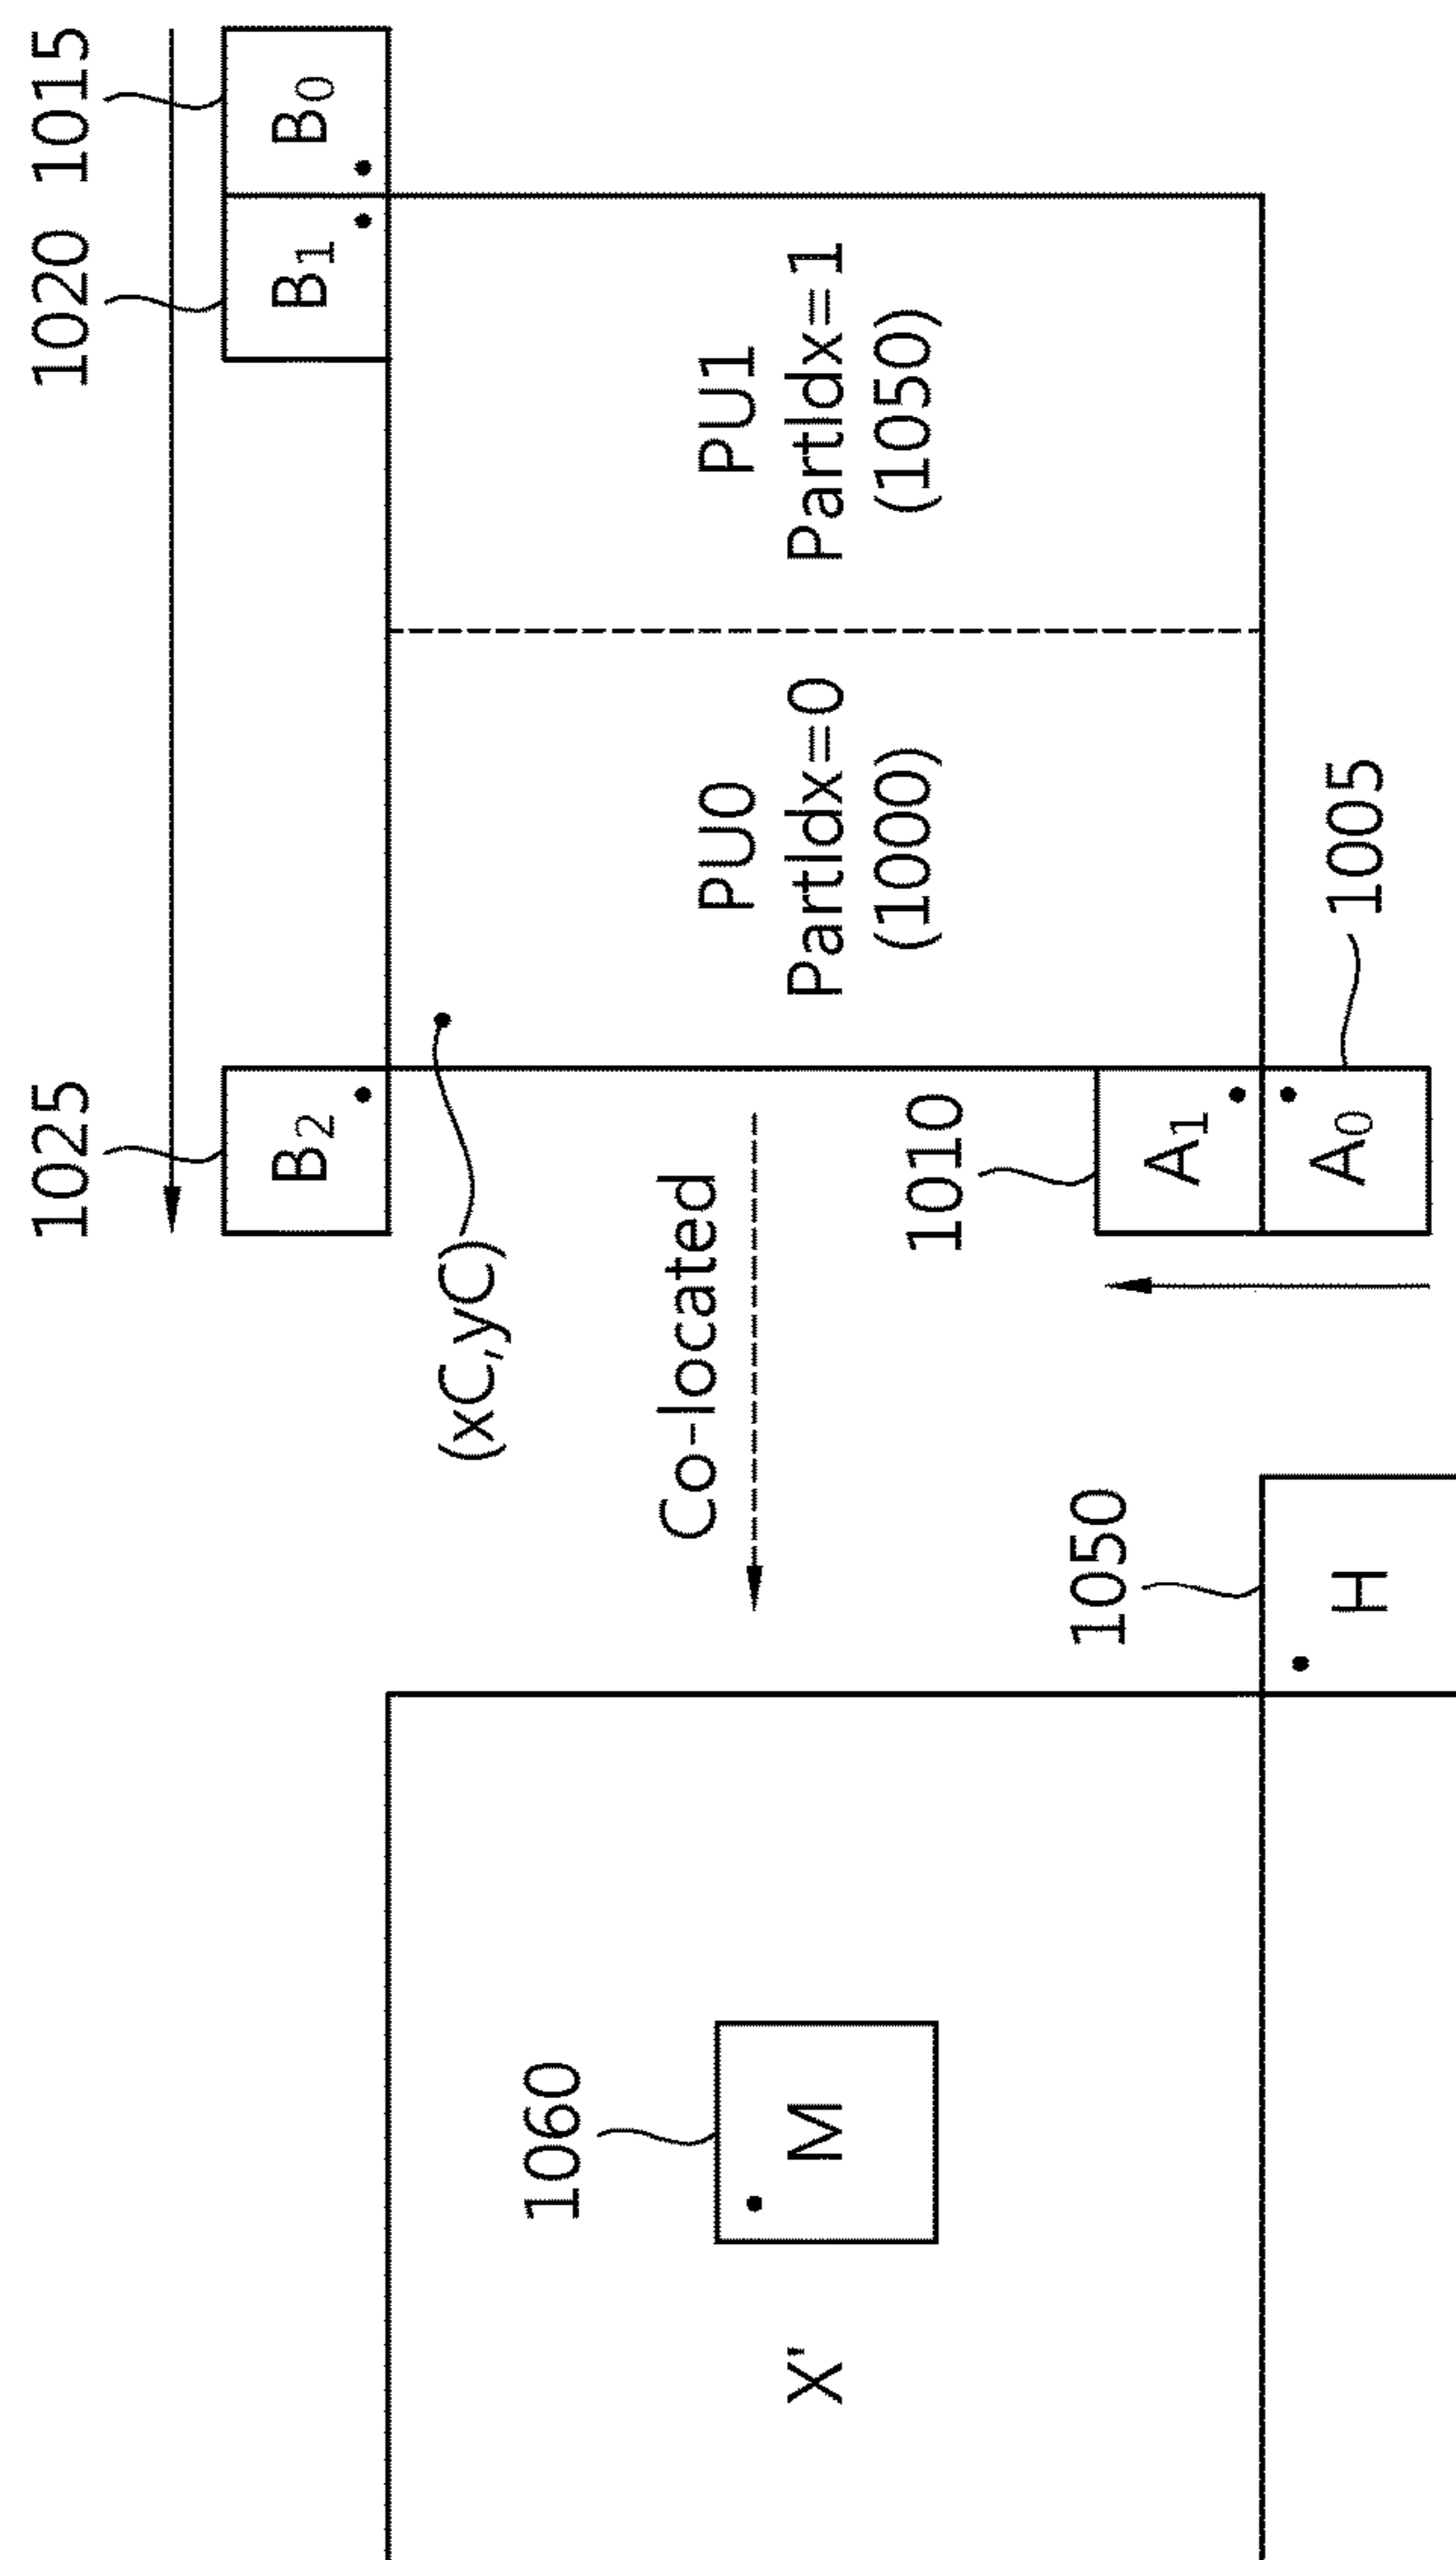 1025
1020
1015
B₂
B₁
B₀
(xC,yC)
1060
Co-located
X'
M
PU0
PartIdx=0
(1000)
PU1
PartIdx=1
(1050)
1010
1050
A₁
H
A₀
1005